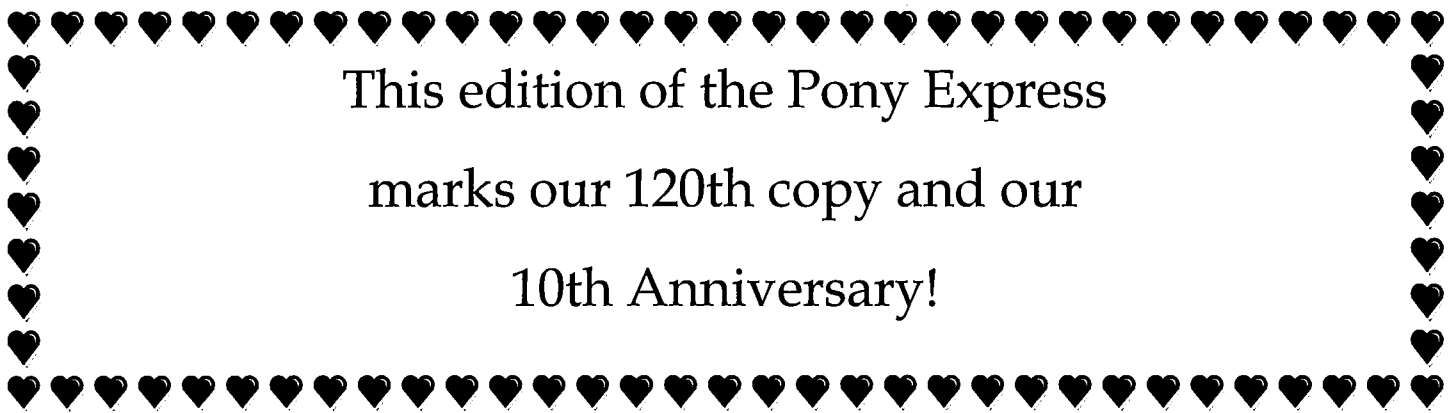 This edition of the Pony Express
marks our 120th copy and our
10th Anniversary!